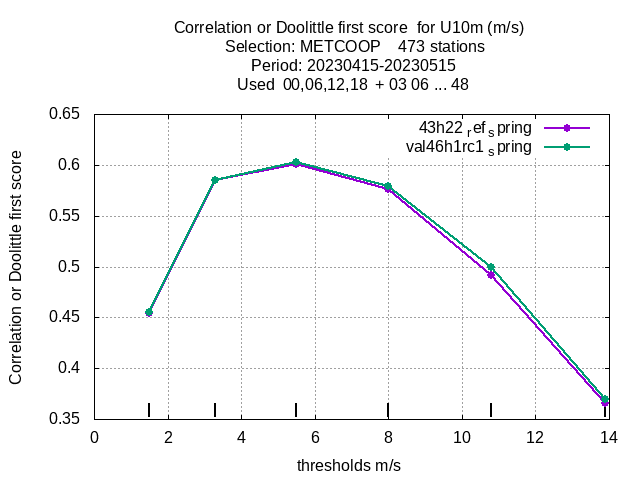 Correlation or Doolittle first score  for U10m (m/s)
Selection: METCOOP    473 stations
Period: 20230415-20230515
Used  00,06,12,18  + 03 06 ... 48
43h22 ref spring
val46h1rc1 spring
Correlation or Doolittle first score
0.65
0.6
0.55
0.5
0.45
0.4
0.35
0 2 4 6 8 10 12 14
thresholds m/s